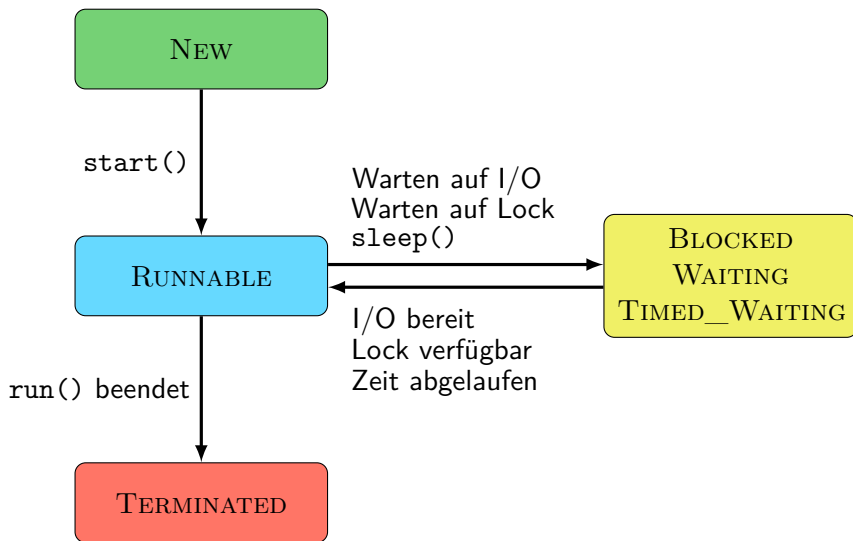 New
start()
Warten auf I/O
Warten auf Lock
sleep()
Runnable
Blocked
Waiting
Timed_Waiting
I/O bereit
Lock verfügbar
Zeit abgelaufen
run() beendet
Terminated